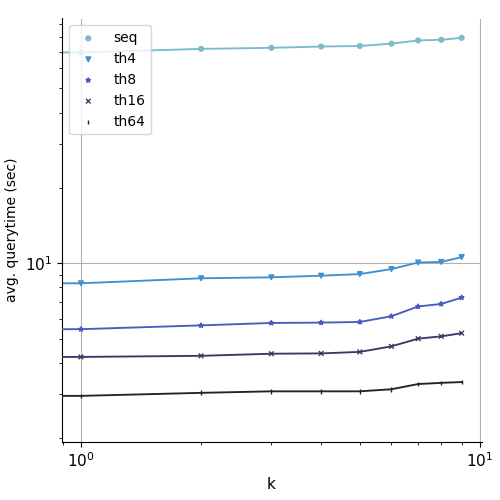 seq
th4
th8
th16
th64
avg. querytime (sec)
10¹
10⁰
10¹
k